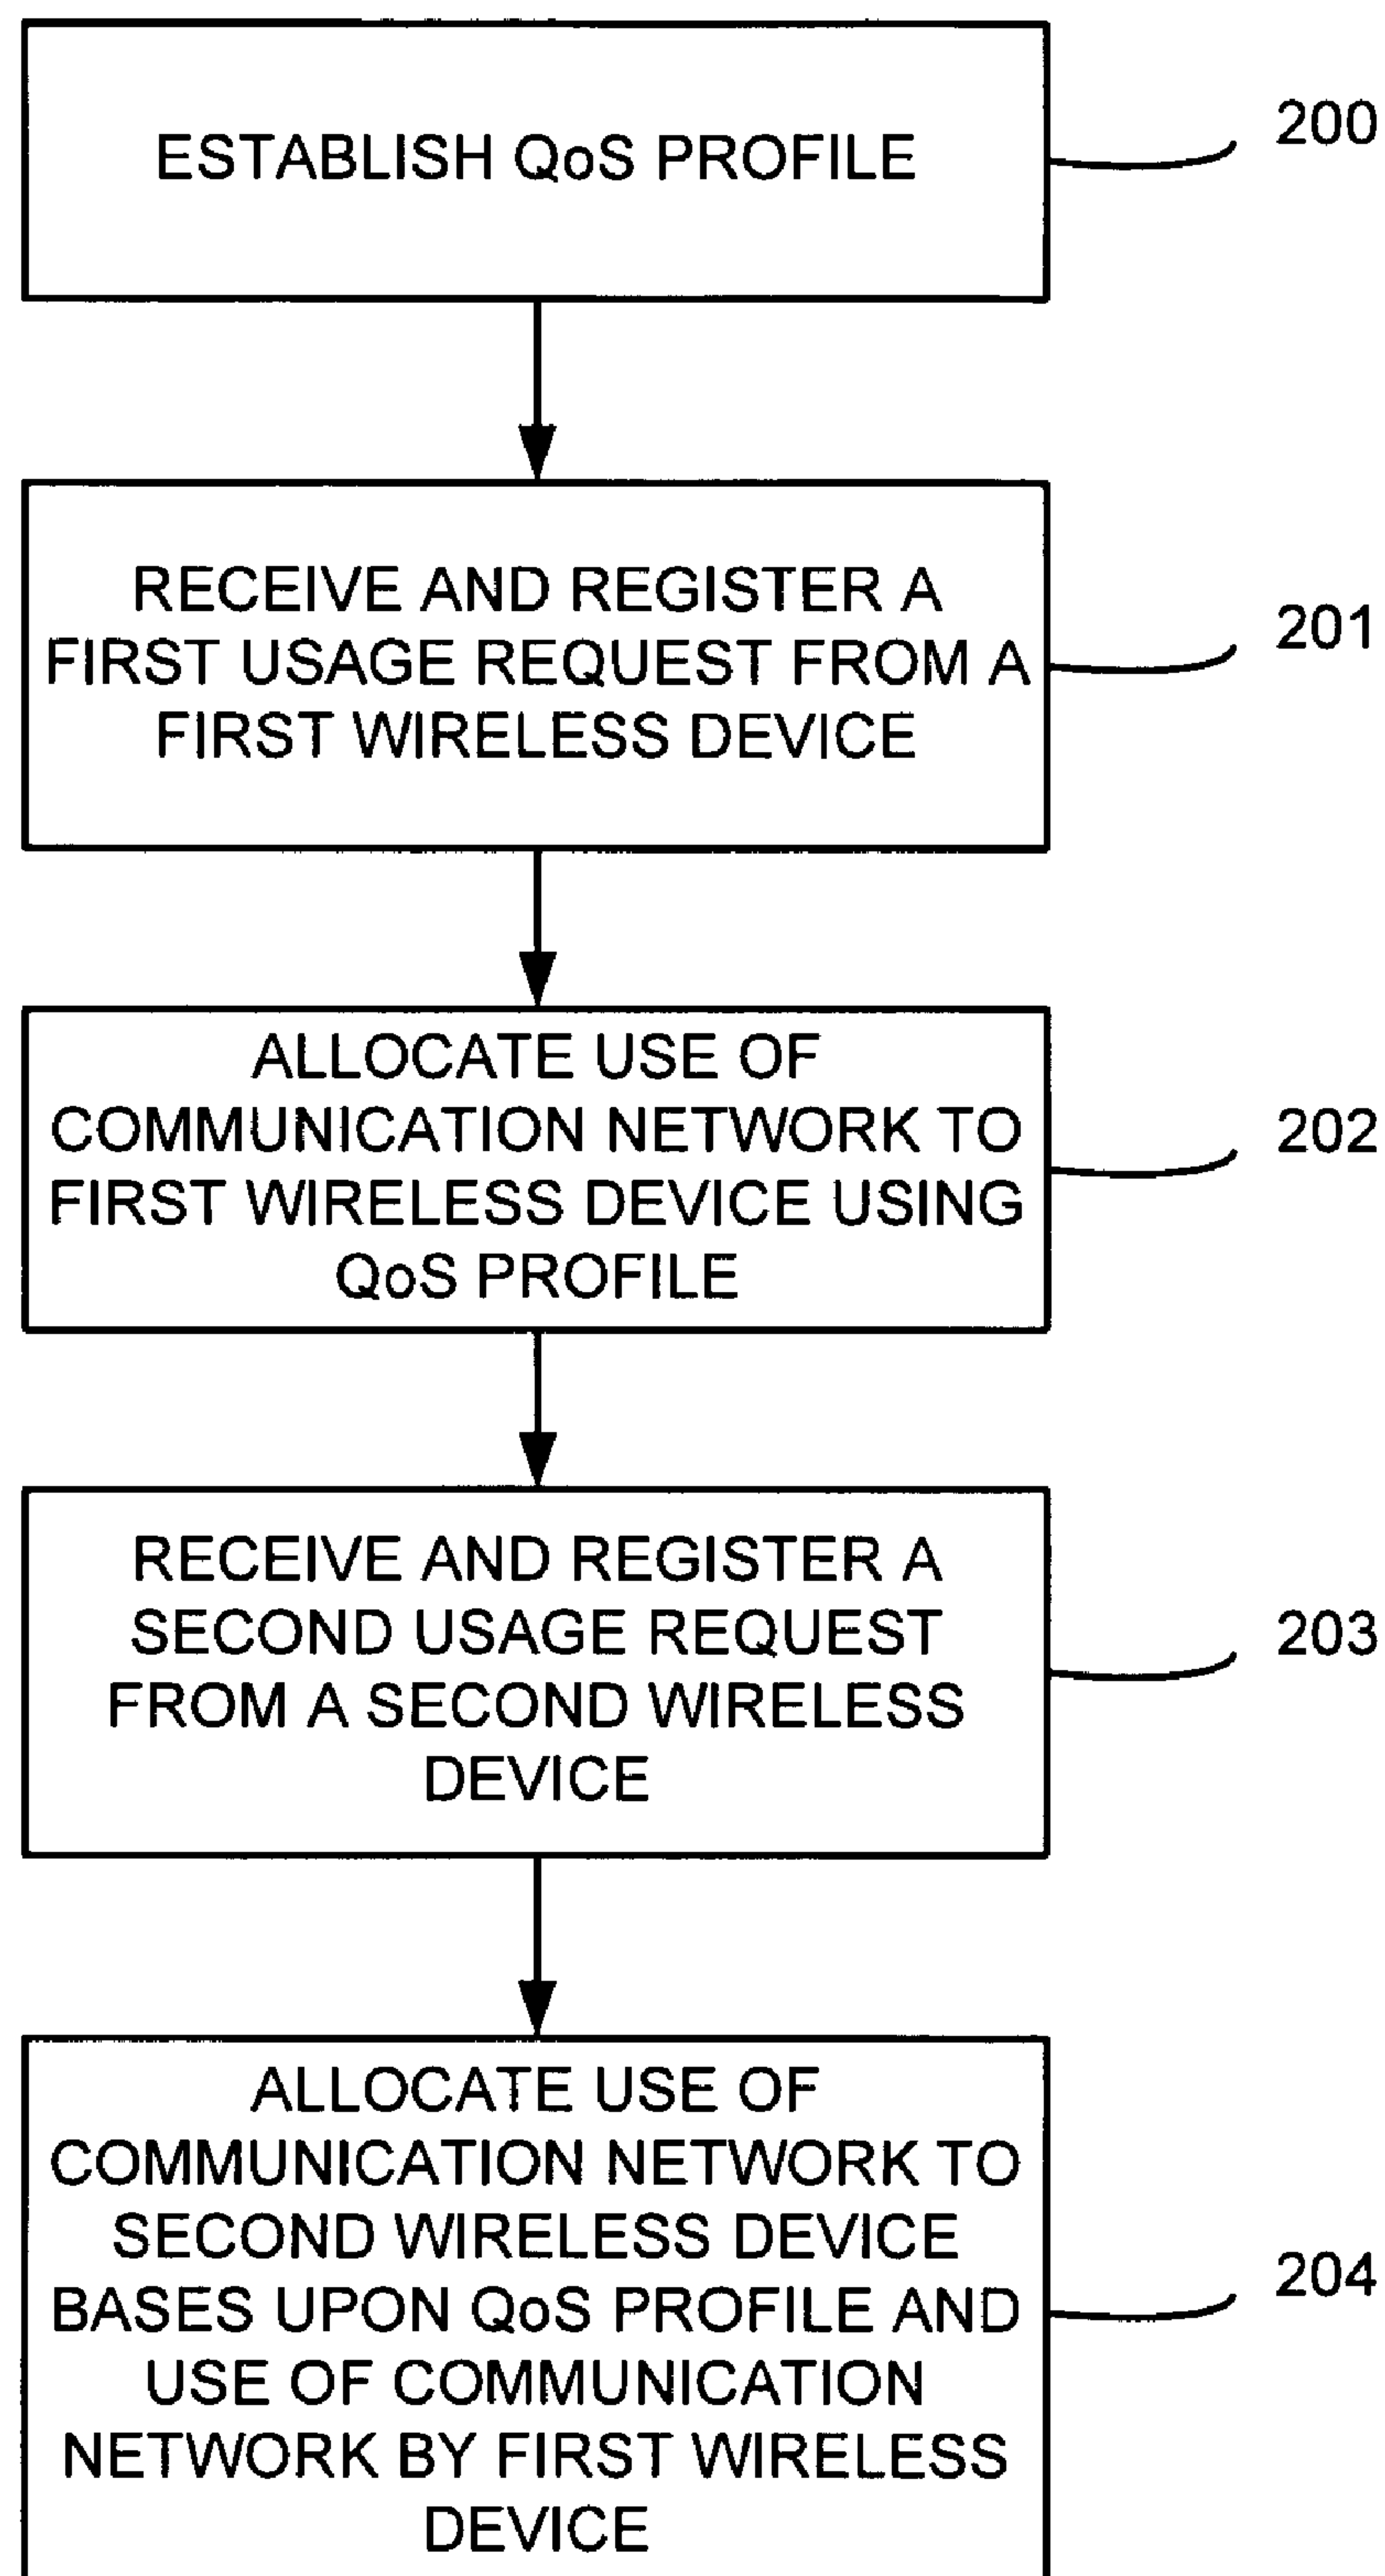 ESTABLISH QoS PROFILE
200
RECEIVE AND REGISTER A
FIRST USAGE REQUEST FROM A
FIRST WIRELESS DEVICE
201
ALLOCATE USE OF
COMMUNICATION NETWORK TO
FIRST WIRELESS DEVICE USING
QoS PROFILE
202
RECEIVE AND REGISTER A
SECOND USAGE REQUEST
FROM A SECOND WIRELESS
DEVICE
203
ALLOCATE USE OF
COMMUNICATION NETWORK TO
SECOND WIRELESS DEVICE
BASES UPON QoS PROFILE AND
USE OF COMMUNICATION
NETWORK BY FIRST WIRELESS
DEVICE
204